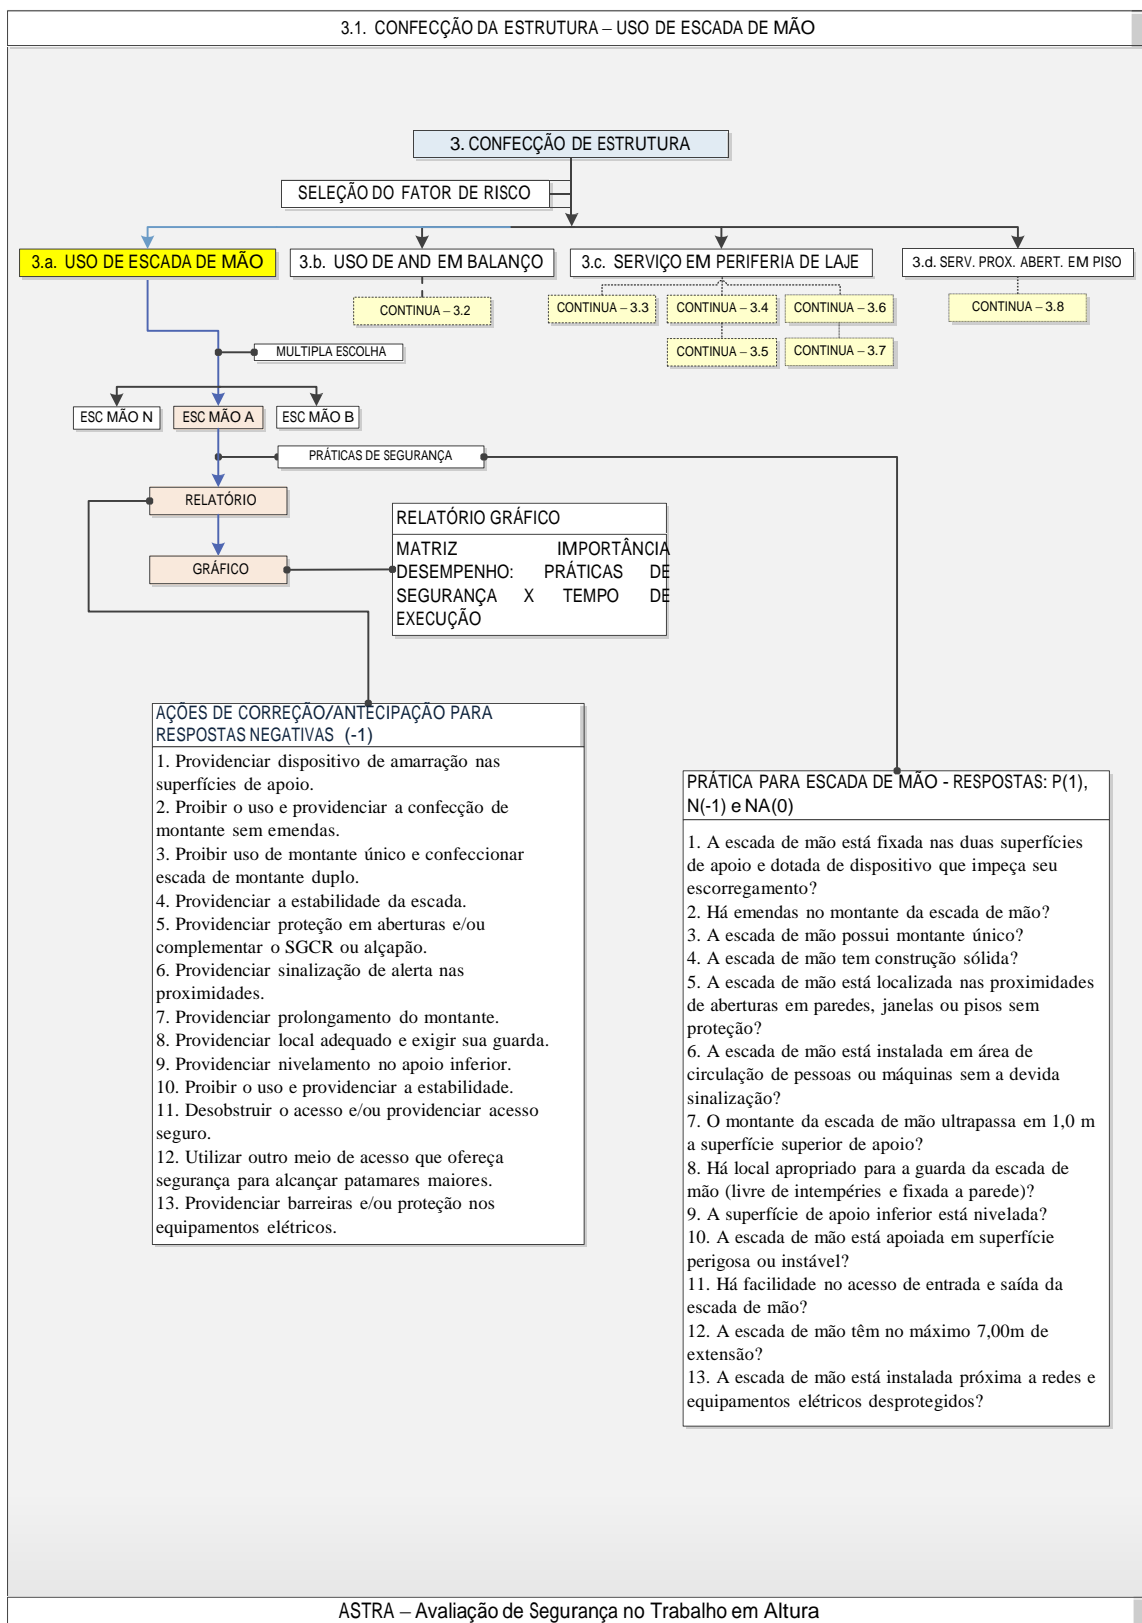 3.1. CONFECÇÃO DA ESTRUTURA – USO DE ESCADA DE MÃO
3. CONFECÇÃO DE ESTRUTURA
SELEÇÃO DO FATOR DE RISCO
3.a. USO DE ESCADA DE MÃO
3.b. USO DE AND EM BALANÇO
3.c. SERVIÇO EM PERIFERIA DE LAJE
3.d. SERV. PROX. ABERT. EM PISO
CONTINUA – 3.2
CONTINUA – 3.3
CONTINUA – 3.4
CONTINUA – 3.6
CONTINUA – 3.8
CONTINUA – 3.5
CONTINUA – 3.7
MULTIPLA ESCOLHA
ESC MÃO N
ESC MÃO A
ESC MÃO B
PRÁTICAS DE SEGURANÇA
RELATÓRIO
GRÁFICO
RELATÓRIO GRÁFICO
MATRIZ IMPORTÂNCIA
DESEMPENHO: PRÁTICAS DE
SEGURANÇA X TEMPO DE
EXECUÇÃO
AÇÕES DE CORREÇÃO/ANTECIPAÇÃO PARA
RESPOSTAS NEGATIVAS (-1)
1. Providenciar dispositivo de amarração nas
superfícies de apoio.
2. Proibir o uso e providenciar a confecção de
montante sem emendas.
3. Proibir uso de montante único e confeccionar
escada de montante duplo.
4. Providenciar a estabilidade da escada.
5. Providenciar proteção em aberturas e/ou
complementar o SGCR ou alçapão.
6. Providenciar sinalização de alerta nas
proximidades.
7. Providenciar prolongamento do montante.
8. Providenciar local adequado e exigir sua guarda.
9. Providenciar nivelamento no apoio inferior.
10. Proibir o uso e providenciar a estabilidade.
11. Desobstruir o acesso e/ou providenciar acesso
seguro.
12. Utilizar outro meio de acesso que ofereça
segurança para alcançar patamares maiores.
13. Providenciar barreiras e/ou proteção nos
equipamentos elétricos.
PRÁTICA PARA ESCADA DE MÃO - RESPOSTAS: P(1),
N(-1) e NA(0)
1. A escada de mão está fixada nas duas superfícies
de apoio e dotada de dispositivo que impeça seu
escorregamento?
2. Há emendas no montante da escada de mão?
3. A escada de mão possui montante único?
4. A escada de mão tem construção sólida?
5. A escada de mão está localizada nas proximidades
de aberturas em paredes, janelas ou pisos sem
proteção?
6. A escada de mão está instalada em área de
circulação de pessoas ou máquinas sem a devida
sinalização?
7. O montante da escada de mão ultrapassa em 1,0 m
a superfície superior de apoio?
8. Há local apropriado para a guarda da escada de
mão (livre de intempéries e fixada a parede)?
9. A superfície de apoio inferior está nivelada?
10. A escada de mão está apoiada em superfície
perigosa ou instável?
11. Há facilidade no acesso de entrada e saída da
escada de mão?
12. A escada de mão têm no máximo 7,00m de
extensão?
13. A escada de mão está instalada próxima a redes e
equipamentos elétricos desprotegidos?
ASTRA – Avaliação de Segurança no Trabalho em Altura